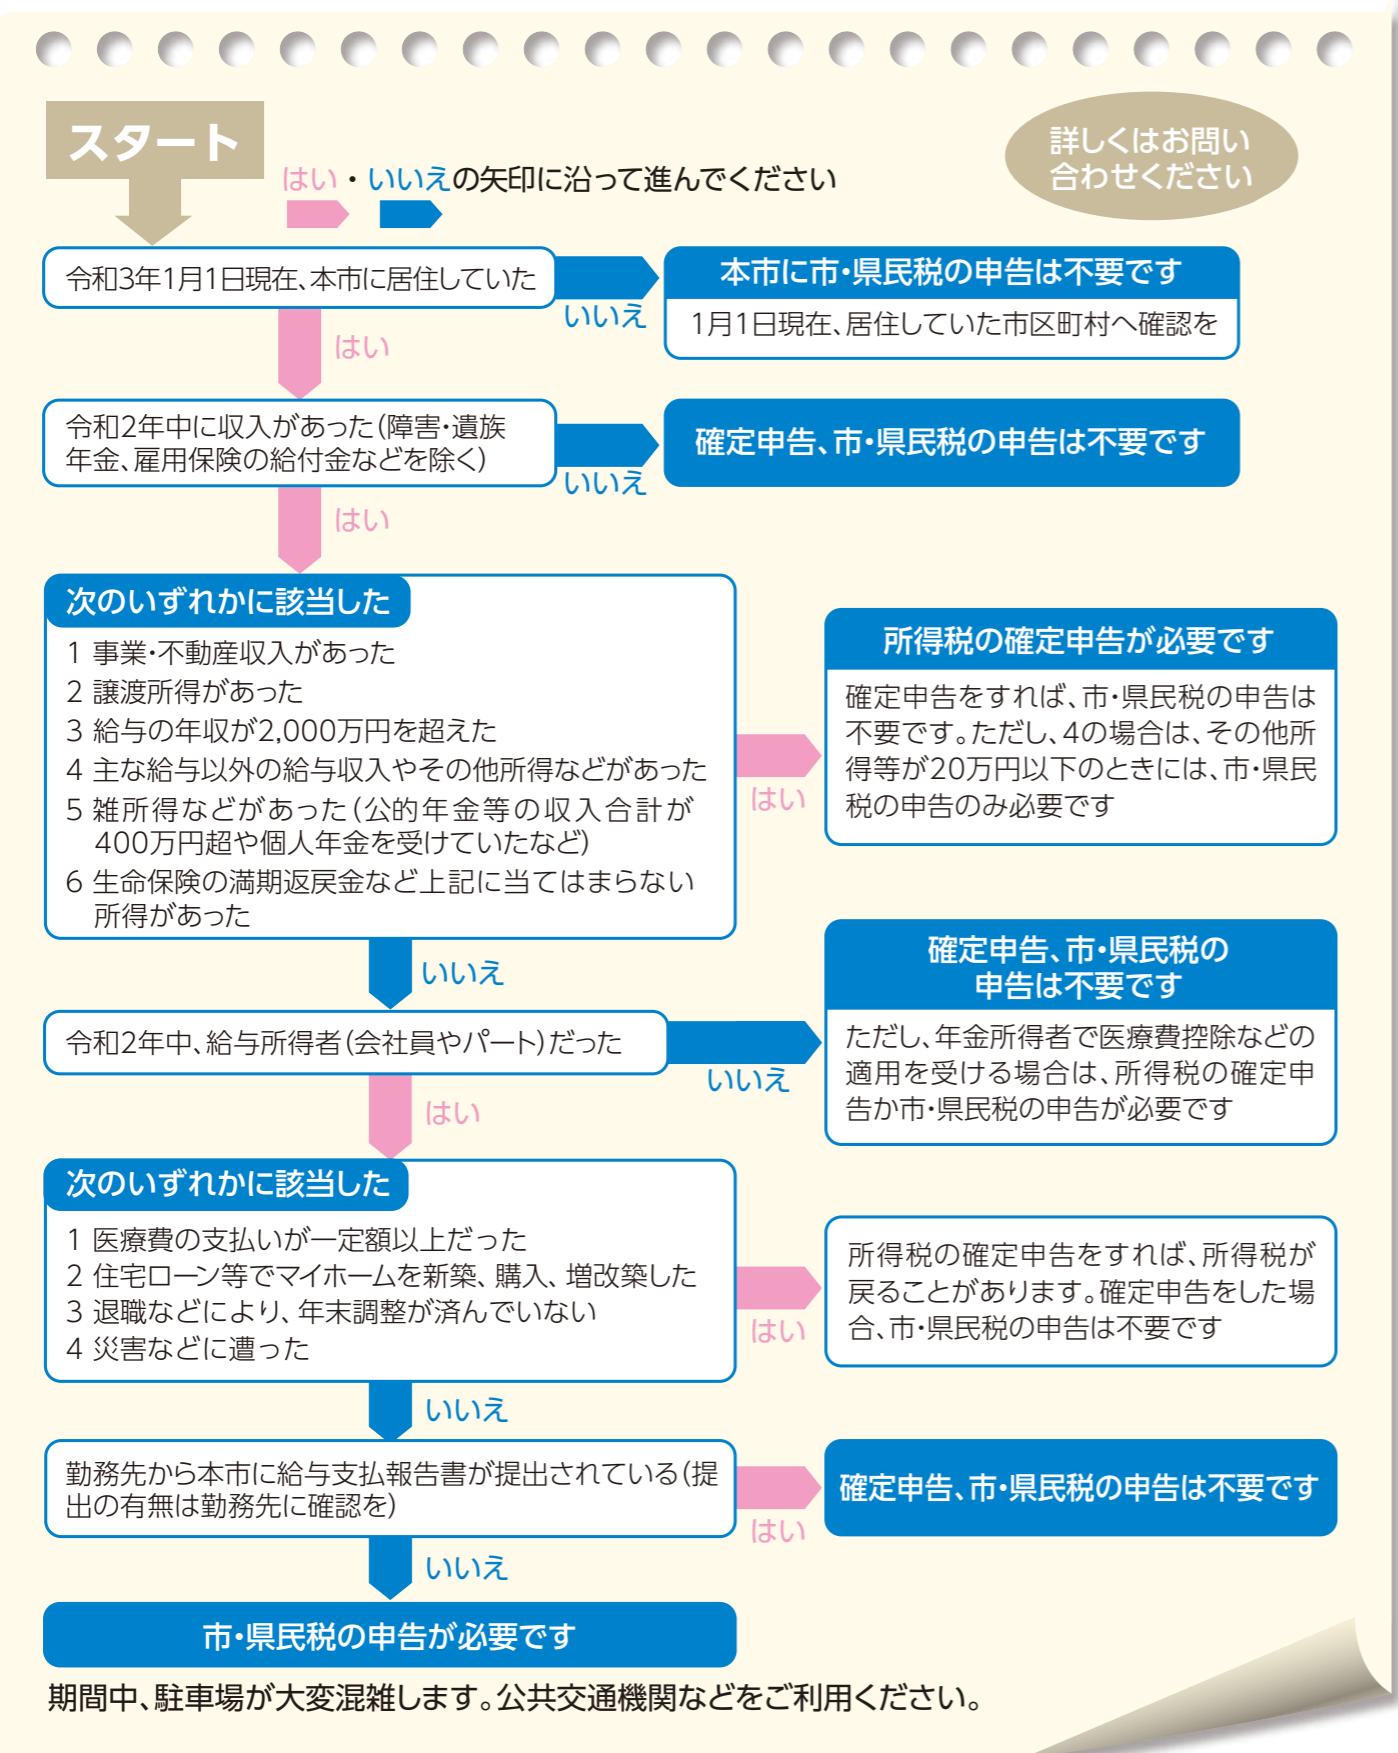 スタート
詳しくはお問い
合わせください
はい・いいえの矢印に沿って進んでください
令和3年1月1日現在、本市に居住していた
いいえ
本市に市・県民税の申告は不要です
1月1日現在、居住していた市区町村へ確認を
はい
令和2年中に収入があった(障害・遺族
年金、雇用保険の給付金などを除く)
いいえ
確定申告、市・県民税の申告は不要です
はい
次のいずれかに該当した
1 事業・不動産収入があった
2 譲渡所得があった
3 給与の年収が2,000万円を超えた
4 主な給与以外の給与収入やその他所得などがあった
5 雑所得などがあった(公的年金等の収入合計が
400万円超や個人年金を受けていたなど)
6 生命保険の満期返戻金など上記に当てはまらない
所得があった
はい
所得税の確定申告が必要です
確定申告をすれば、市・県民税の申告は
不要です。ただし、4の場合は、その他所
得等が20万円以下のときには、市・県民
税の申告のみ必要です
いいえ
令和2年中、給与所得者(会社員やパート)だった
いいえ
確定申告、市・県民税の
申告は不要です
ただし、年金所得者で医療費控除などの
適用を受ける場合は、所得税の確定申
告か市・県民税の申告が必要です
はい
次のいずれかに該当した
1 医療費の支払いが一定額以上だった
2 住宅ローン等でマイホームを新築、購入、増改築した
3 退職などにより、年末調整が済んでいない
4 災害などに遭った
はい
所得税の確定申告をすれば、所得税が
戻ることがあります。確定申告をした場
合、市・県民税の申告は不要です
いいえ
勤務先から本市に給与支払報告書が提出されている(提
出の有無は勤務先に確認を)
はい
確定申告、市・県民税の申告は不要です
いいえ
市・県民税の申告が必要です
期間中、駐車場が大変混雑します。公共交通機関などをご利用ください。